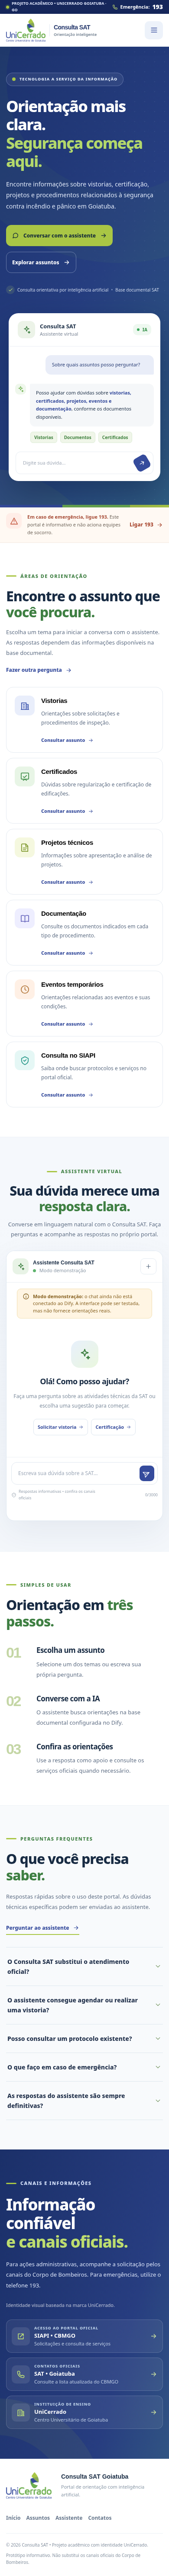 PROJETO ACADÊMICO • UNICERRADO GOIATUBA -
GO
Emergência: 193
UniCerrado
Centro Universitário de Goiatuba
Consulta SAT
Orientação inteligente
TECNOLOGIA A SERVIÇO DA INFORMAÇÃO
Orientação mais
clara.
Segurança começa
aqui.
Encontre informações sobre vistorias, certificação,
projetos e procedimentos relacionados à segurança
contra incêndio e pânico em Goiatuba.
Conversar com o assistente
Explorar assuntos
Consulta orientativa por inteligência artificial
Base documental SAT
Consulta SAT
Assistente virtual
IA
Sobre quais assuntos posso perguntar?
Posso ajudar com dúvidas sobre vistorias,
certificados, projetos, eventos e
documentação, conforme os documentos
disponíveis.
Vistorias
Documentos
Certificados
Digite sua dúvida...
Em caso de emergência, ligue 193. Este
portal é informativo e não aciona equipes
de socorro.
Ligar 193
ÁREAS DE ORIENTAÇÃO
Encontre o assunto que
você procura.
Escolha um tema para iniciar a conversa com o assistente.
As respostas dependem das informações disponíveis na
base documental.
Fazer outra pergunta
Vistorias
Orientações sobre solicitações e
procedimentos de inspeção.
Consultar assunto
Certificados
Dúvidas sobre regularização e certificação de
edificações.
Consultar assunto
Projetos técnicos
Informações sobre apresentação e análise de
projetos.
Consultar assunto
Documentação
Consulte os documentos indicados em cada
tipo de procedimento.
Consultar assunto
Eventos temporários
Orientações relacionadas aos eventos e suas
condições.
Consultar assunto
Consulta no SIAPI
Saiba onde buscar protocolos e serviços no
portal oficial.
Consultar assunto
ASSISTENTE VIRTUAL
Sua dúvida merece uma
resposta clara.
Converse em linguagem natural com o Consulta SAT. Faça
perguntas e acompanhe as respostas no próprio portal.
Assistente Consulta SAT
Modo demonstração
Modo demonstração: o chat ainda não está
conectado ao Dify. A interface pode ser testada,
mas não fornece orientações reais.
Olá! Como posso ajudar?
Faça uma pergunta sobre as atividades técnicas da SAT ou
escolha uma sugestão para começar.
Solicitar vistoria
Certificação
Escreva sua dúvida sobre a SAT...
Respostas informativas • confira os canais
oficiais.
SIMPLES DE USAR
Orientação em três
passos.
01
Escolha um assunto
Selecione um dos temas ou escreva sua
própria pergunta.
02
Converse com a IA
O assistente busca orientações na base
documental configurada no Dify.
03
Confira as orientações
Use a resposta como apoio e consulte os
serviços oficiais quando necessário.
PERGUNTAS FREQUENTES
O que você precisa
saber.
Respostas rápidas sobre o uso deste portal. As dúvidas
técnicas específicas podem ser enviadas ao assistente.
Perguntar ao assistente
O Consulta SAT substitui o atendimento
oficial?
A assistente consegue agendar ou realizar
uma vistoria?
Posso consultar um protocolo existente?
O que faço em caso de emergência?
As respostas do assistente são sempre
definitivas?
CANAIS E INFORMAÇÕES
Informação
confiável
e canais oficiais.
Para ações administrativas, acompanhe a solicitação pelos
canais do Corpo de Bombeiros. Para emergências, utilize o
telefone 193.
Identidade visual baseada na marca UniCerrado.
ACESSO AO PORTAL OFICIAL
SIAPI • CBMGO
Solicitações e consulta de serviços
CONTATOS OFICIAIS
SAT • Goiatuba
Consulte a lista atualizada do CBMGO
INSTITUIÇÃO DE ENSINO
UniCerrado
Centro Universitário de Goiatuba
UniCerrado
Centro Universitário de Goiatuba
Consulta SAT Goiatuba
Portal de orientação com inteligência
artificial.
Início
Assuntos
Assistente
Contatos
© 2026 Consulta SAT • Projeto acadêmico com identidade UniCerrado.
Protótipo informativo. Não substitui os canais oficiais do Corpo de
Bombeiros.